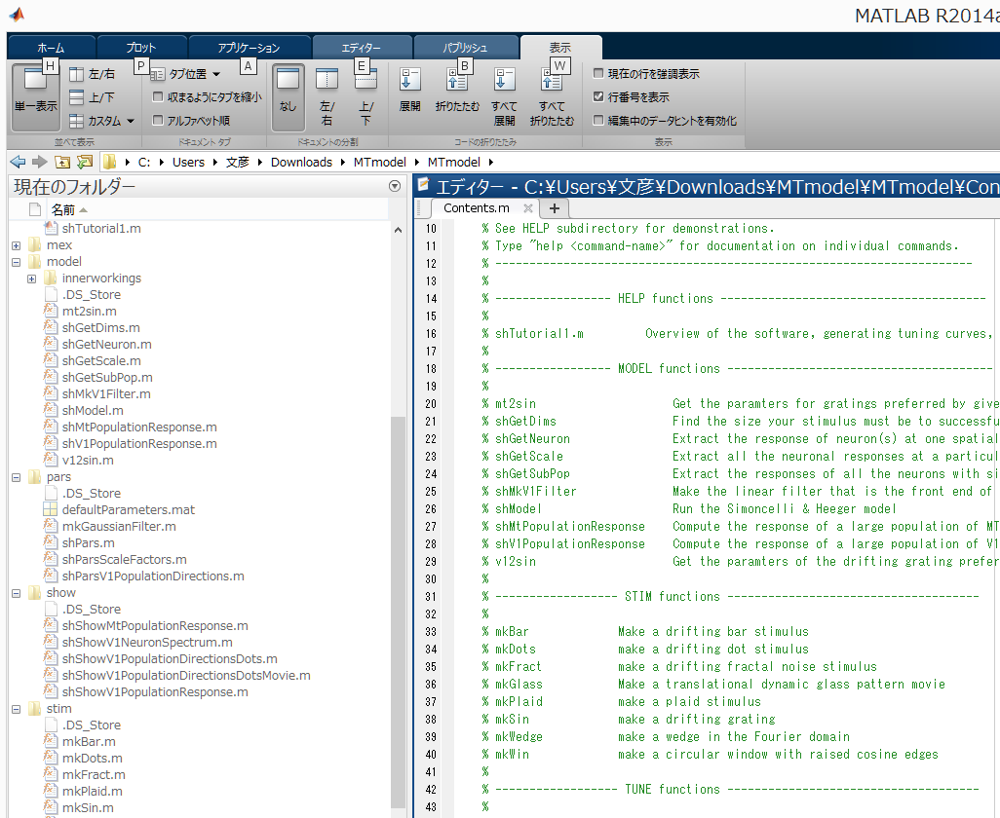 MATLAB R2014a
ホーム プロット アプリケーション エディター パブリッシュ 表示
H P A E B W
単一表示 左/右 上/下 カスタム
タブ位置
収まるようにタブを縮小
アルファベット順
なし 左/右 上/下
展開 折りたたむ すべて展開 すべて折りたたむ
現在の行を強調表示
行番号を表示
編集中のデータヒントを有効化
並べて表示 ドキュメント タブ ドキュメントの分割 コードの折りたたみ 表示
C: Users 文彦 Downloads MTmodel MTmodel
現在のフォルダー
名前
shTutorial1.m
mex
model
innerworkings
.DS_Store
mt2sin.m
shGetDims.m
shGetNeuron.m
shGetScale.m
shGetSubPop.m
shMkV1Filter.m
shModel.m
shMtPopulationResponse.m
shV1PopulationResponse.m
v12sin.m
pars
.DS_Store
defaultParameters.mat
mkGaussianFilter.m
shPars.m
shParsScaleFactors.m
shParsV1PopulationDirections.m
show
.DS_Store
shShowMtPopulationResponse.m
shShowV1NeuronSpectrum.m
shShowV1PopulationDirectionsDots.m
shShowV1PopulationDirectionsDotsMovie.m
shShowV1PopulationResponse.m
stim
.DS_Store
mkBar.m
mkDots.m
mkFract.m
mkPlaid.m
mkSin.m
エディター - C:¥Users¥文彦¥Downloads¥MTmodel¥MTmodel¥Con
Contents.m
10 % See HELP subdirectory for demonstrations.
11 % Type "help <command-name>" for documentation on individual commands.
12 % ----------------------------------------------------------------------
13 %
14 % ----------------- HELP functions ---------------------------------------
15 %
16 % shTutorial1.m Overview of the software, generating tuning curves,
17 %
18 % ----------------- MODEL functions ---------------------------------------
19 %
20 % mt2sin Get the paramters for gratings preferred by give
21 % shGetDims Find the size your stimulus must be to successfu
22 % shGetNeuron Extract the response of neuron(s) at one spatial
23 % shGetScale Extract all the neuronal responses at a particul
24 % shGetSubPop Extract the responses of all the neurons with si
25 % shMkV1Filter Make the linear filter that is the front end of
26 % shModel Run the Simoncelli & Heeger model
27 % shMtPopulationResponse Compute the response of a large population of MT
28 % shV1PopulationResponse Compute the response of a large population of V1
29 % v12sin Get the paramters of the drifting grating prefer
30 %
31 % ------------------ STIM functions -------------------------------------
32 %
33 % mkBar Make a drifting bar stimulus
34 % mkDots make a drifting dot stimulus
35 % mkFract make a drifting fractal noise stimulus
36 % mkGlass Make a translational dynamic glass pattern movie
37 % mkPlaid make a plaid stimulus
38 % mkSin make a drifting grating
39 % mkWedge make a wedge in the Fourier domain
40 % mkWin make a circular window with raised cosine edges
41 %
42 % ------------------ TUNE functions -------------------------------------
43 %